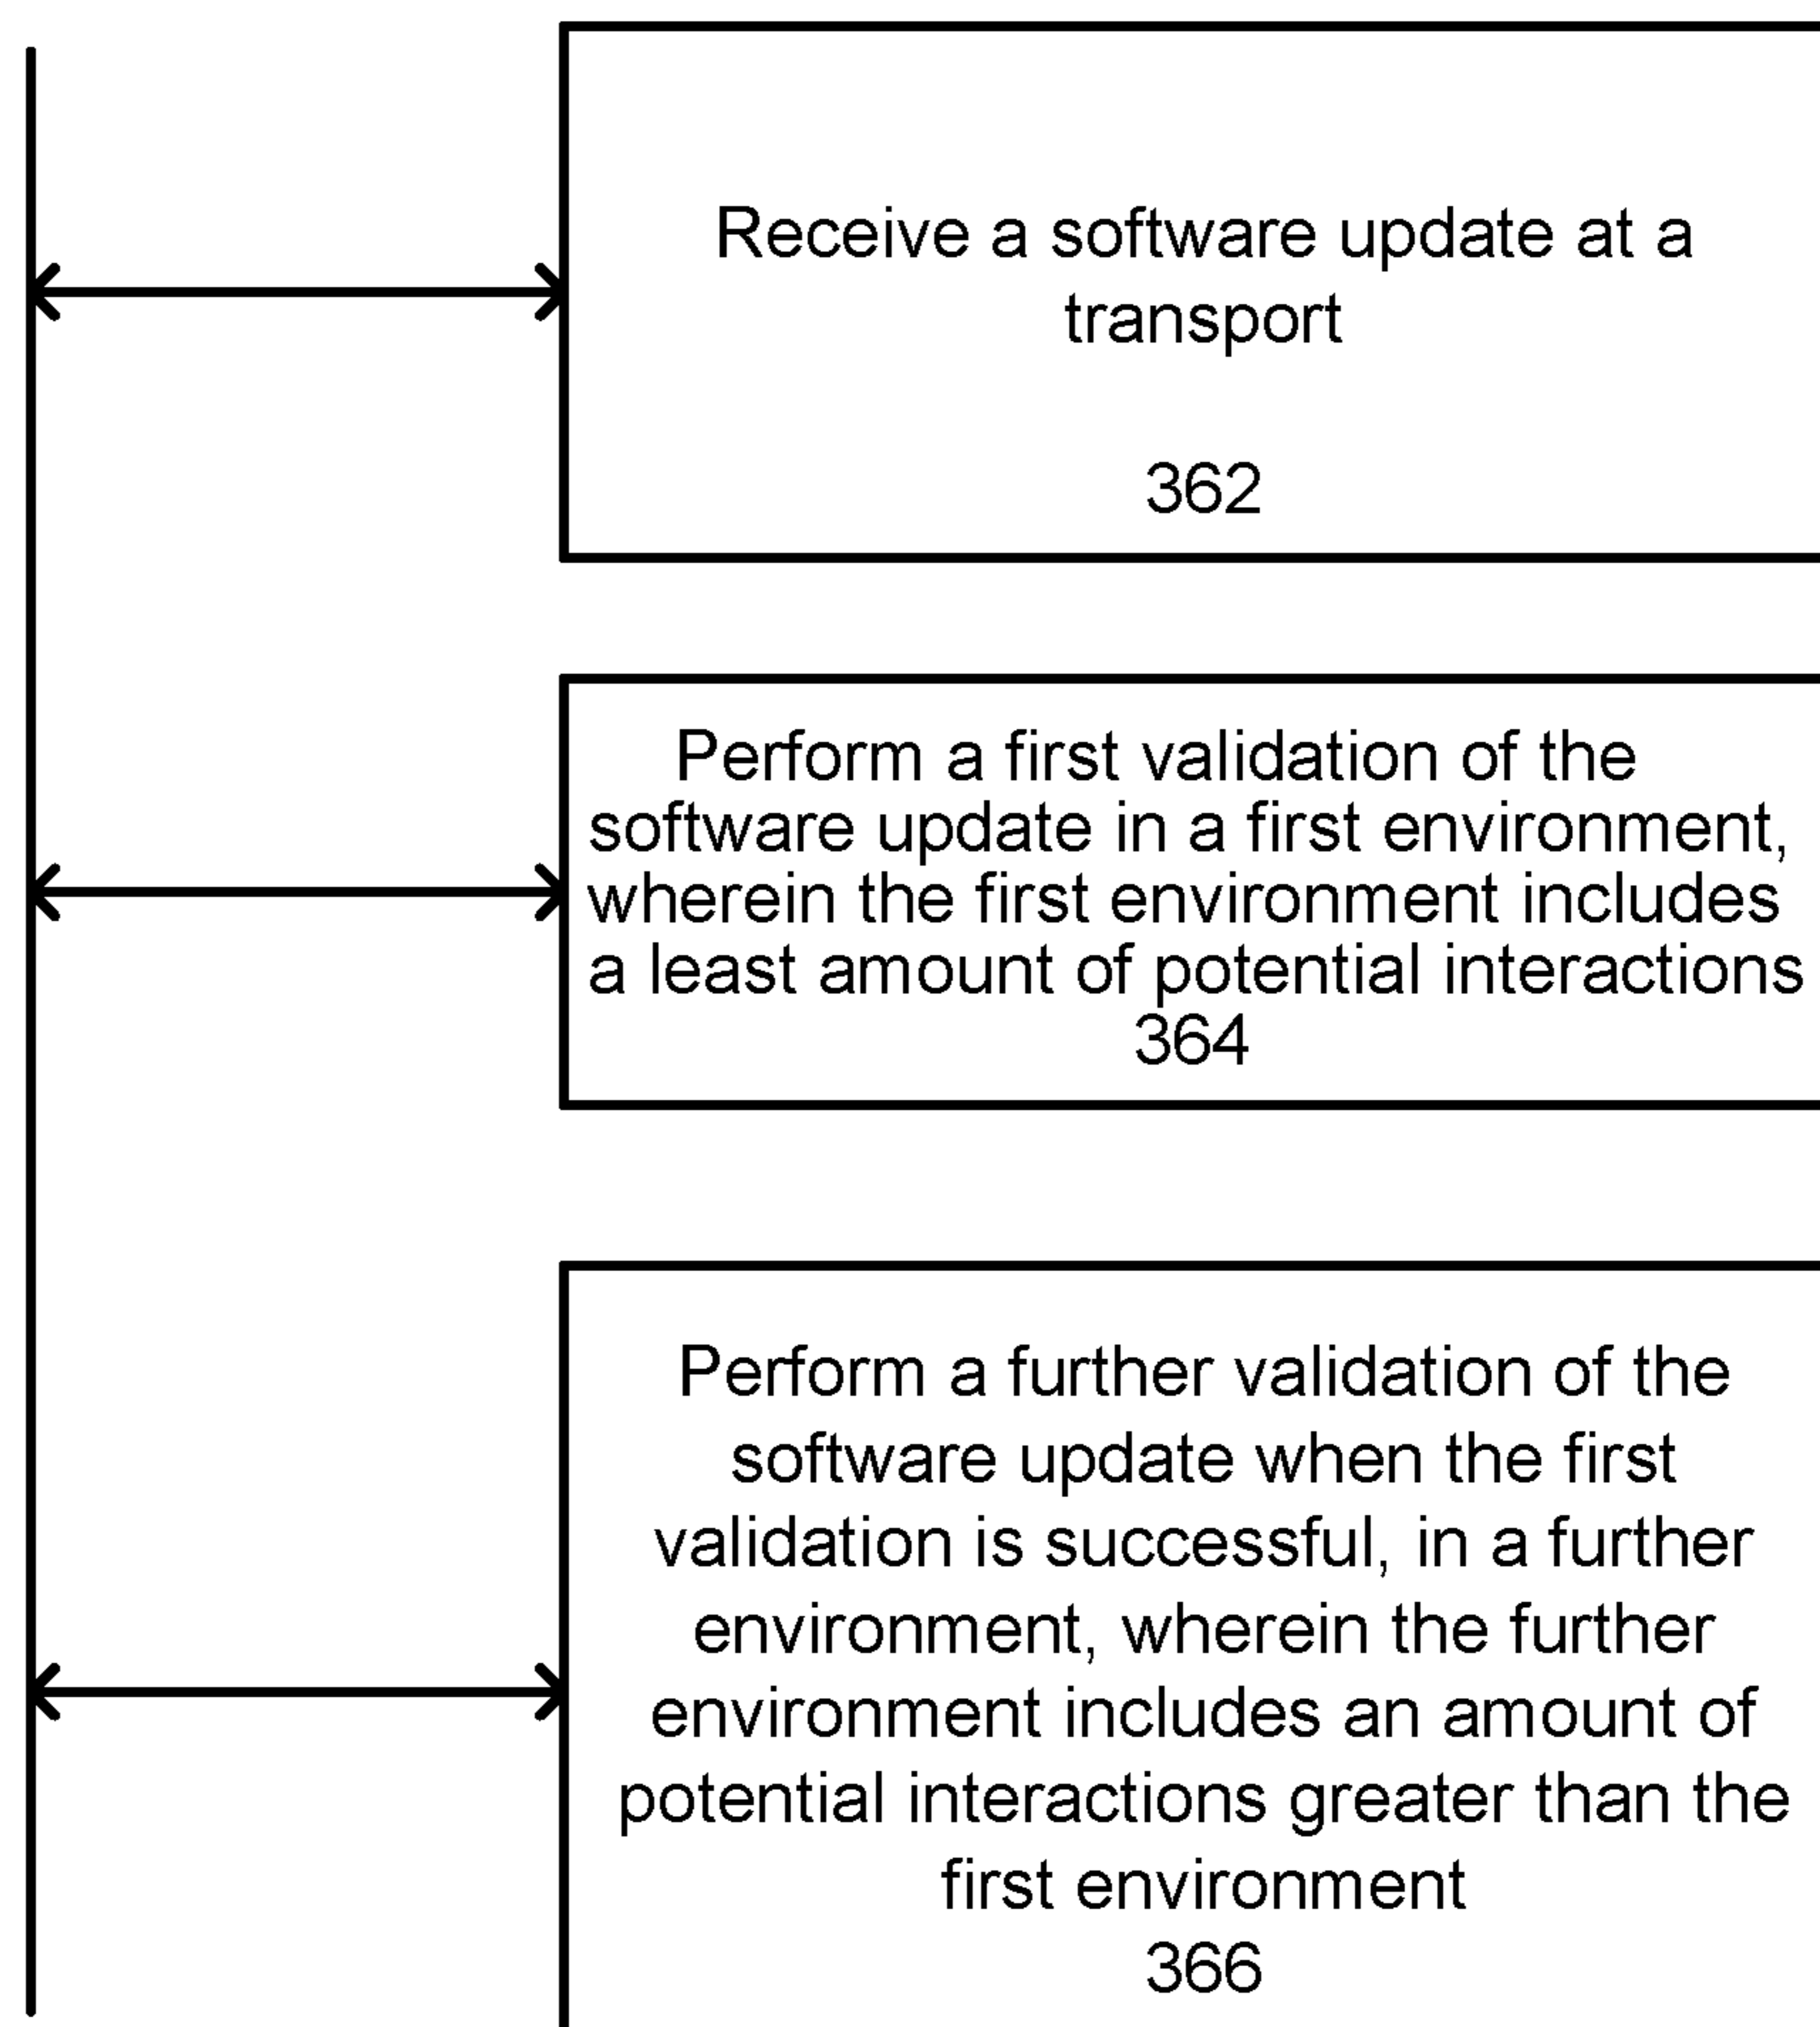 Receive a software update at a
transport
362
Perform a first validation of the
software update in a first environment,
wherein the first environment includes
a least amount of potential interactions
364
Perform a further validation of the
software update when the first
validation is successful, in a further
environment, wherein the further
environment includes an amount of
potential interactions greater than the
first environment
366